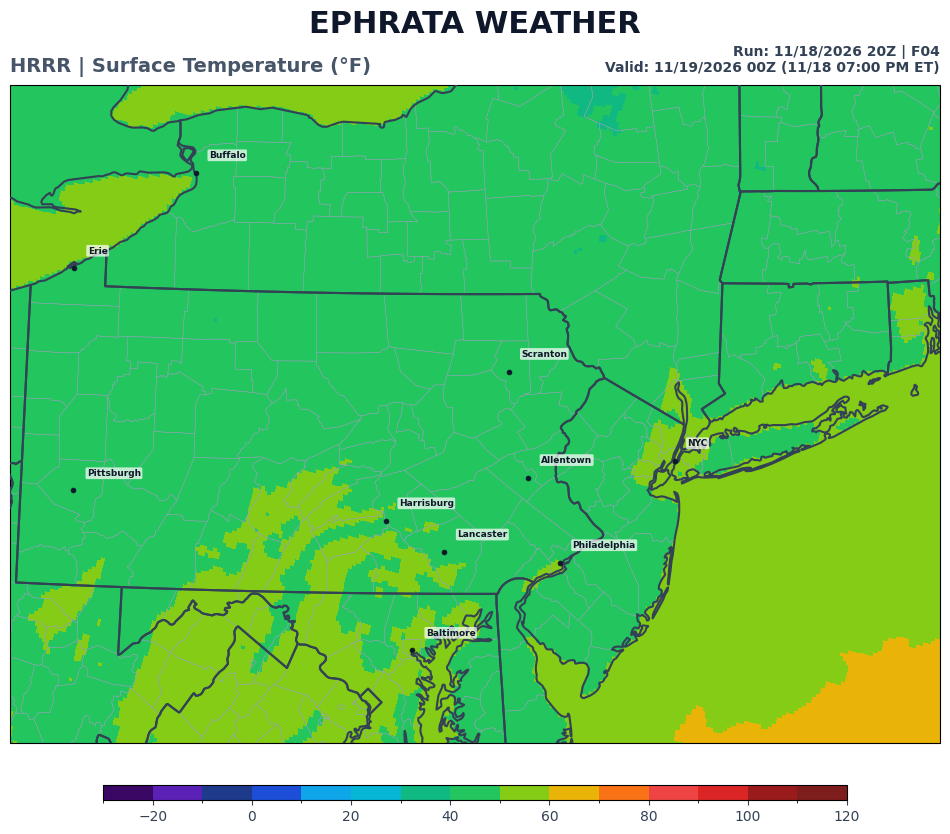 EPHRATA WEATHER
Run: 11/18/2026 20Z | F04
HRRR | Surface Temperature (°F)
Valid: 11/19/2026 00Z (11/18 07:00 PM ET)
Buffalo
Erie
Scranton
NYC
Allentown
Pittsburgh
Harrisburg
Lancaster
Philadelphia
Baltimore
−20 0 20 40 60 80 100 120